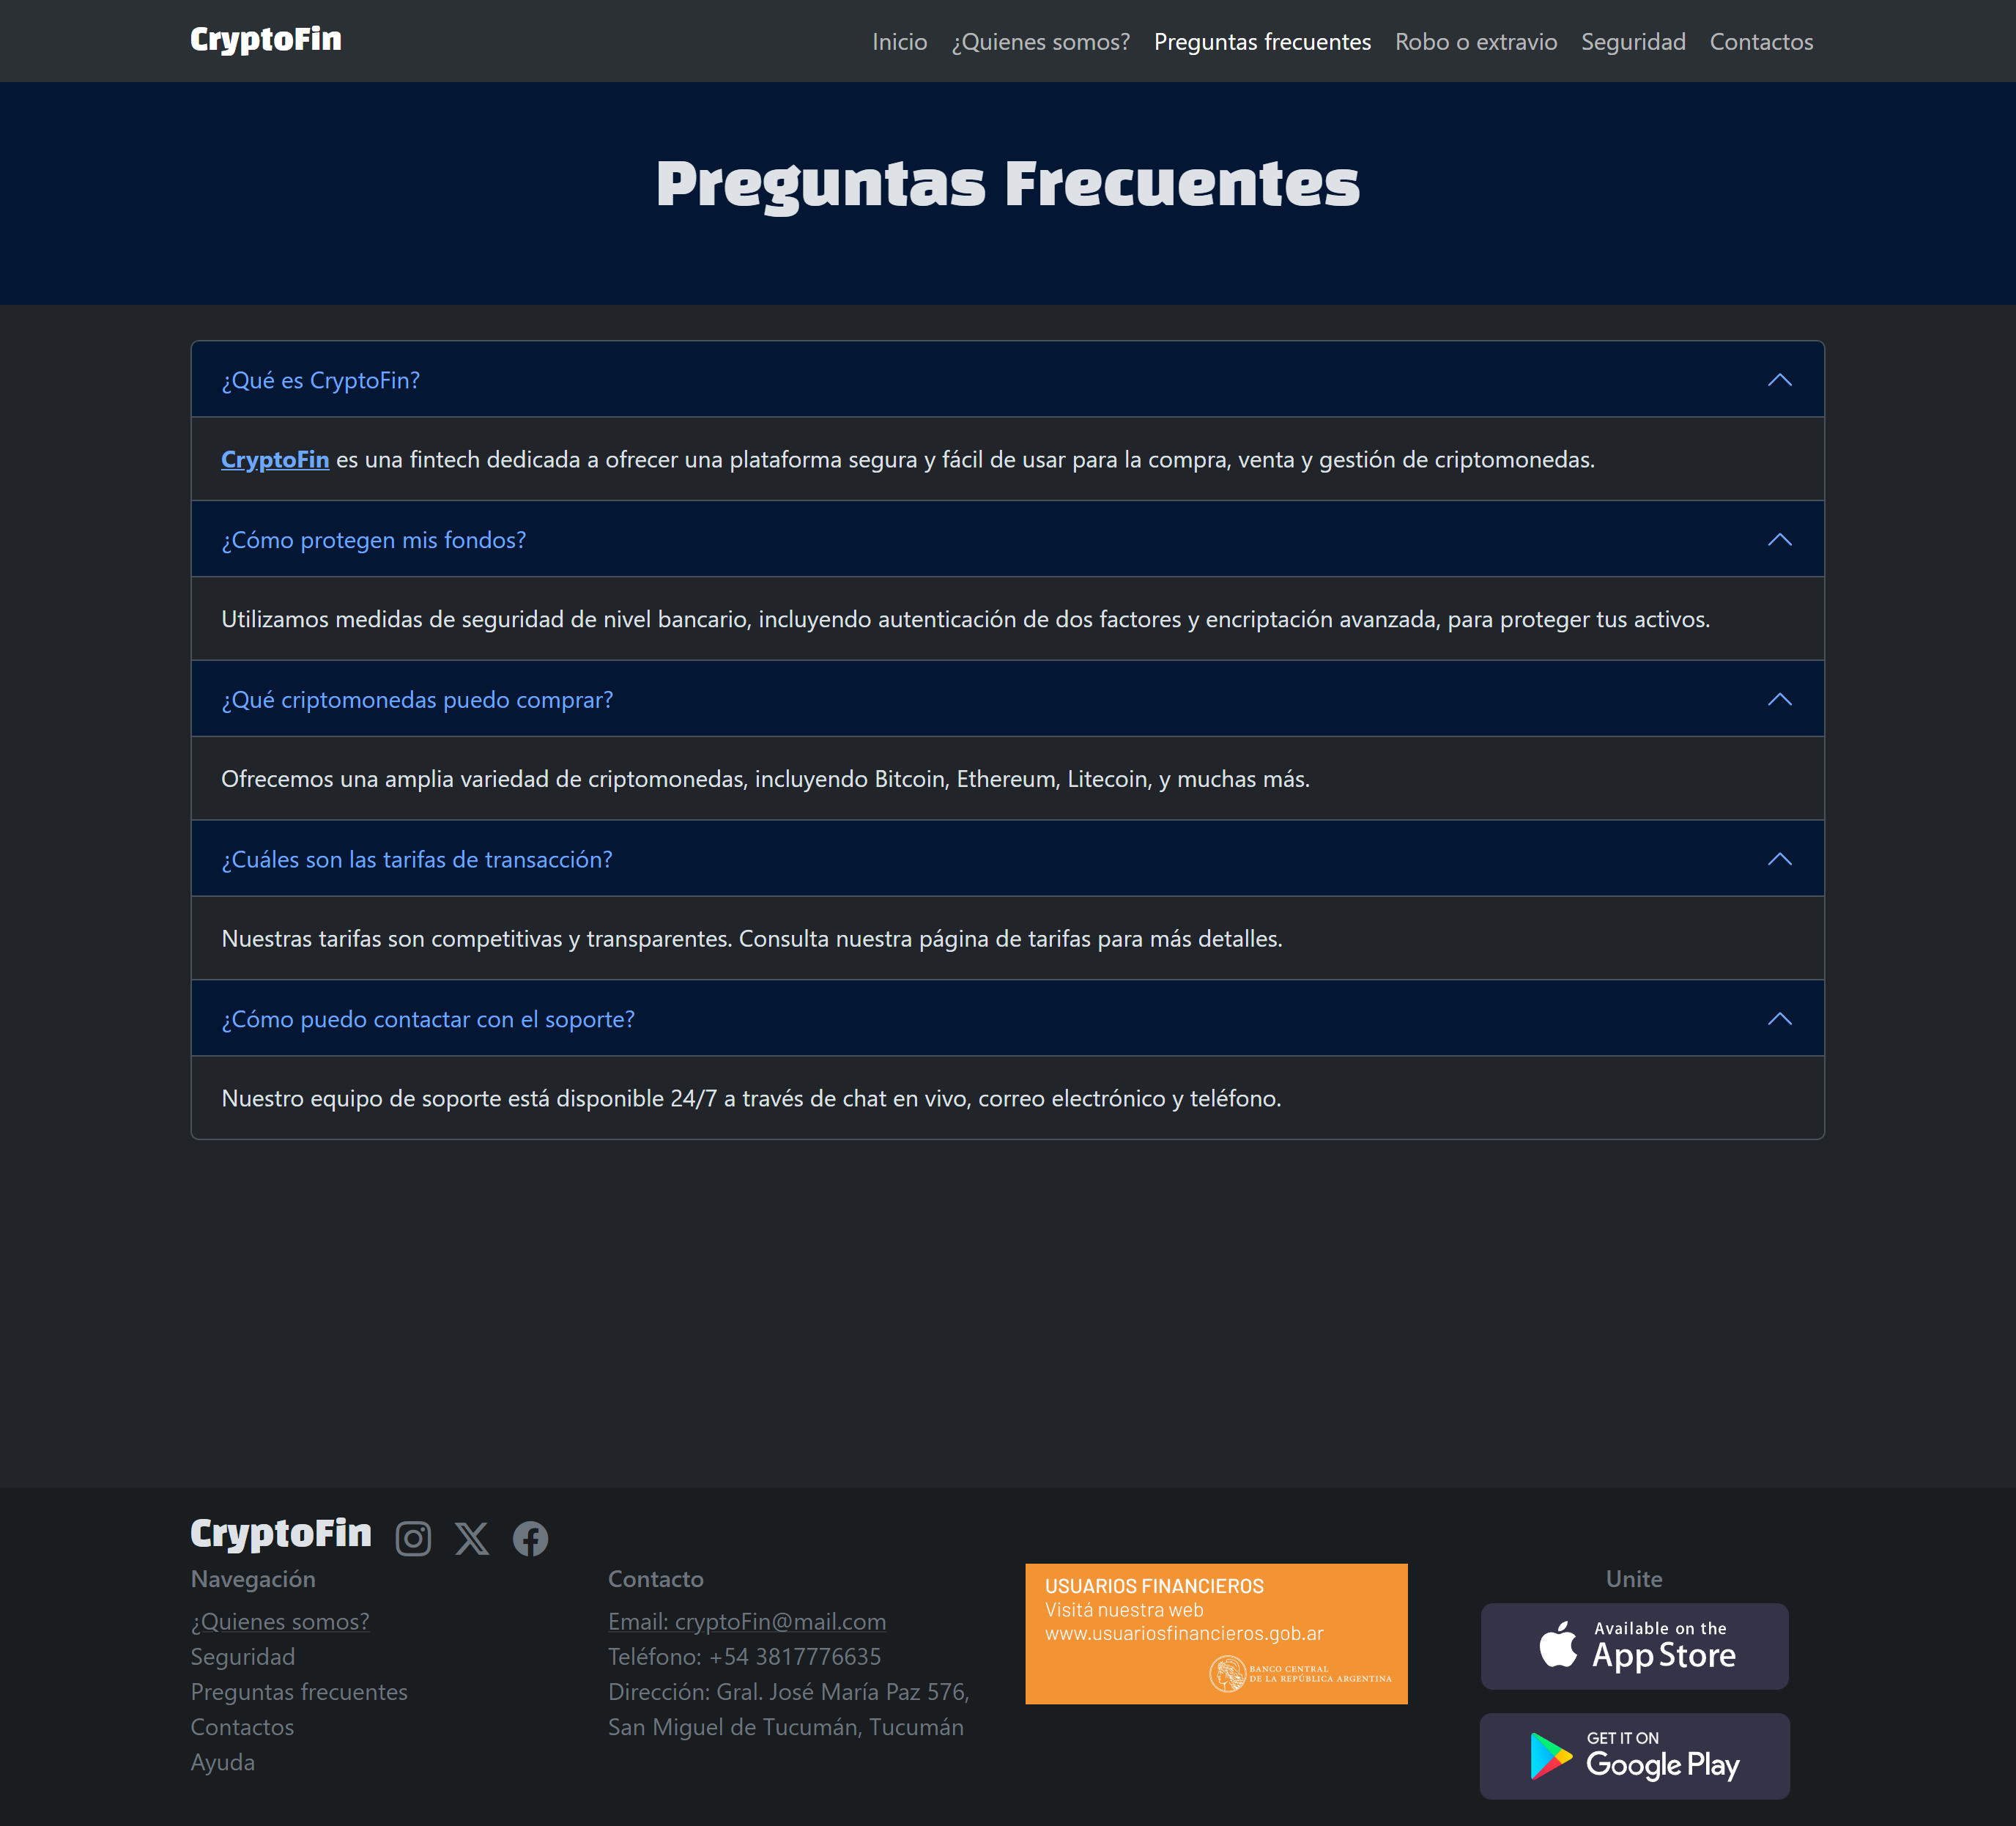 CryptoFin
Inicio ¿Quienes somos? Preguntas frecuentes Robo o extravio Seguridad Contactos
Preguntas Frecuentes
¿Qué es CryptoFin?
CryptoFin es una fintech dedicada a ofrecer una plataforma segura y fácil de usar para la compra, venta y gestión de criptomonedas.
¿Cómo protegen mis fondos?
Utilizamos medidas de seguridad de nivel bancario, incluyendo autenticación de dos factores y encriptación avanzada, para proteger tus activos.
¿Qué criptomonedas puedo comprar?
Ofrecemos una amplia variedad de criptomonedas, incluyendo Bitcoin, Ethereum, Litecoin, y muchas más.
¿Cuáles son las tarifas de transacción?
Nuestras tarifas son competitivas y transparentes. Consulta nuestra página de tarifas para más detalles.
¿Cómo puedo contactar con el soporte?
Nuestro equipo de soporte está disponible 24/7 a través de chat en vivo, correo electrónico y teléfono.
CryptoFin
Navegación
¿Quienes somos?
Seguridad
Preguntas frecuentes
Contactos
Ayuda
Contacto
Email: cryptoFin@mail.com
Teléfono: +54 3817776635
Dirección: Gral. José María Paz 576,
San Miguel de Tucumán, Tucumán
USUARIOS FINANCIEROS
Visitá nuestra web
www.usuariosfinancieros.gob.ar
BANCO CENTRAL
DE LA REPÚBLICA ARGENTINA
Unite
Available on the
App Store
GET IT ON
Google Play